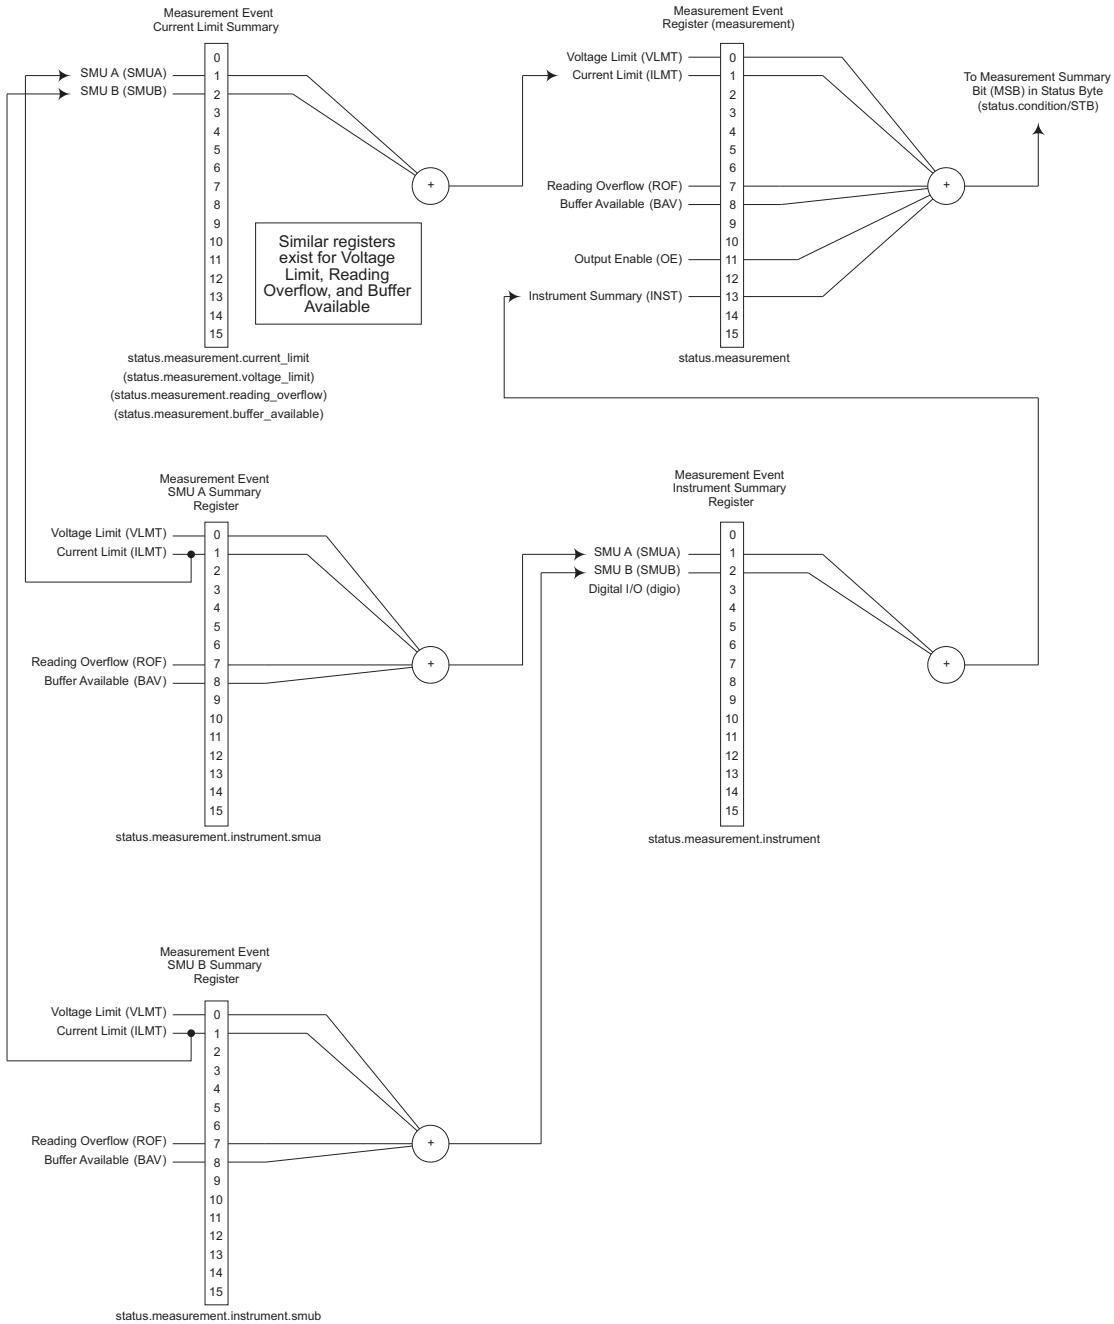 Measurement Event
Current Limit Summary
SMU A (SMUA)
SMU B (SMUB)
0
1
2
3
4
5
6
7
8
9
10
11
12
13
14
15
+
Similar registers
exist for Voltage
Limit, Reading
Overflow, and Buffer
Available
status.measurement.current_limit
(status.measurement.voltage_limit)
(status.measurement.reading_overflow)
(status.measurement.buffer_available)
Measurement Event
Register (measurement)
Voltage Limit (VLMT)
Current Limit (ILMT)
Reading Overflow (ROF)
Buffer Available (BAV)
Output Enable (OE)
Instrument Summary (INST)
0
1
2
3
4
5
6
7
8
9
10
11
12
13
14
15
+
status.measurement
To Measurement Summary
Bit (MSB) in Status Byte
(status.condition/STB)
Measurement Event
SMU A Summary
Register
Voltage Limit (VLMT)
Current Limit (ILMT)
Reading Overflow (ROF)
Buffer Available (BAV)
0
1
2
3
4
5
6
7
8
9
10
11
12
13
14
15
+
status.measurement.instrument.smua
Measurement Event
Instrument Summary
Register
SMU A (SMUA)
SMU B (SMUB)
Digital I/O (digio)
0
1
2
3
4
5
6
7
8
9
10
11
12
13
14
15
+
status.measurement.instrument
Measurement Event
SMU B Summary
Register
Voltage Limit (VLMT)
Current Limit (ILMT)
Reading Overflow (ROF)
Buffer Available (BAV)
0
1
2
3
4
5
6
7
8
9
10
11
12
13
14
15
+
status.measurement.instrument.smub